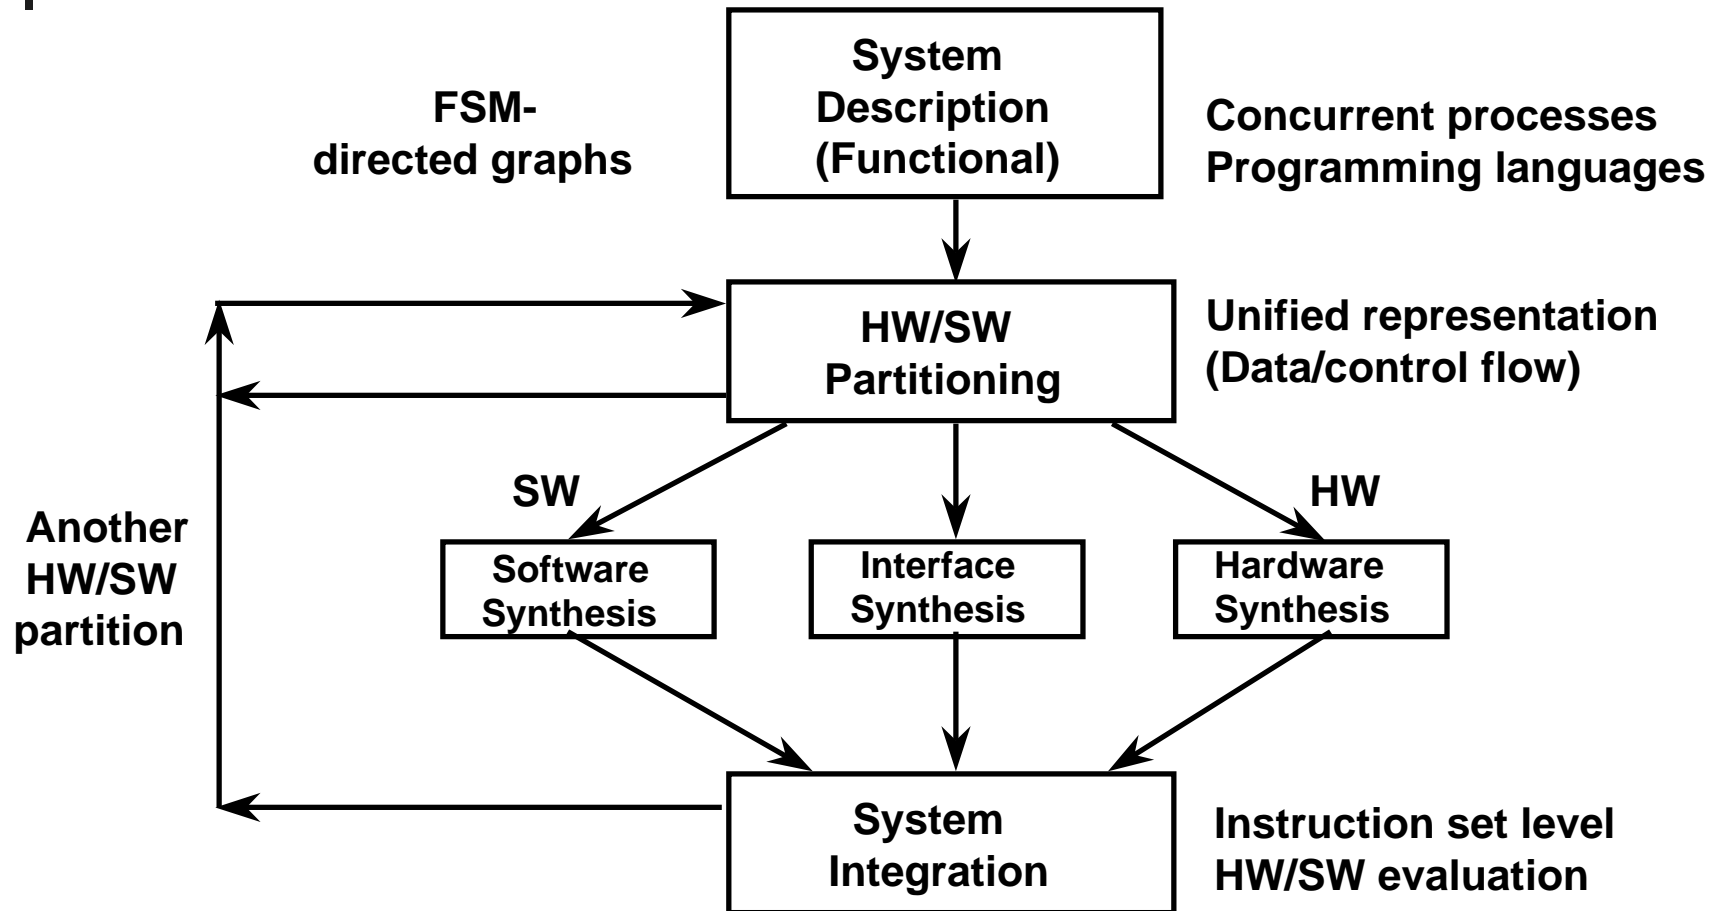 System
Description
(Functional)
FSM-
directed graphs
Concurrent processes
Programming languages
HW/SW
Partitioning
Unified representation
(Data/control flow)
SW
HW
Another
HW/SW
partition
Software
Synthesis
Interface
Synthesis
Hardware
Synthesis
System
Integration
Instruction set level
HW/SW evaluation